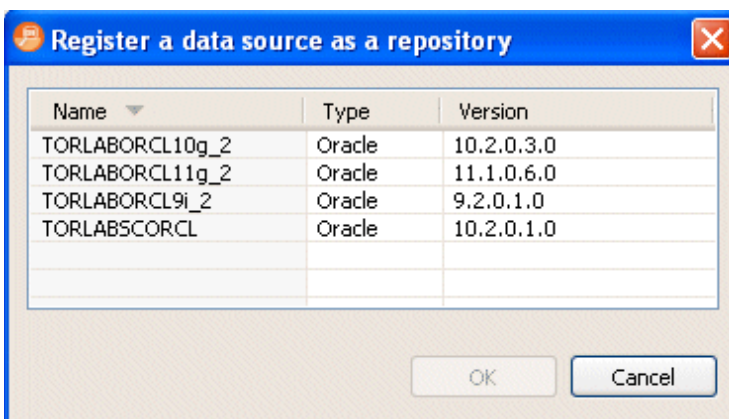 Register a data source as a repository
Name Type Version
TORLABORCL10g_2 Oracle 10.2.0.3.0
TORLABORCL11g_2 Oracle 11.1.0.6.0
TORLABORCL9i_2 Oracle 9.2.0.1.0
TORLABSCORCL Oracle 10.2.0.1.0
OK Cancel